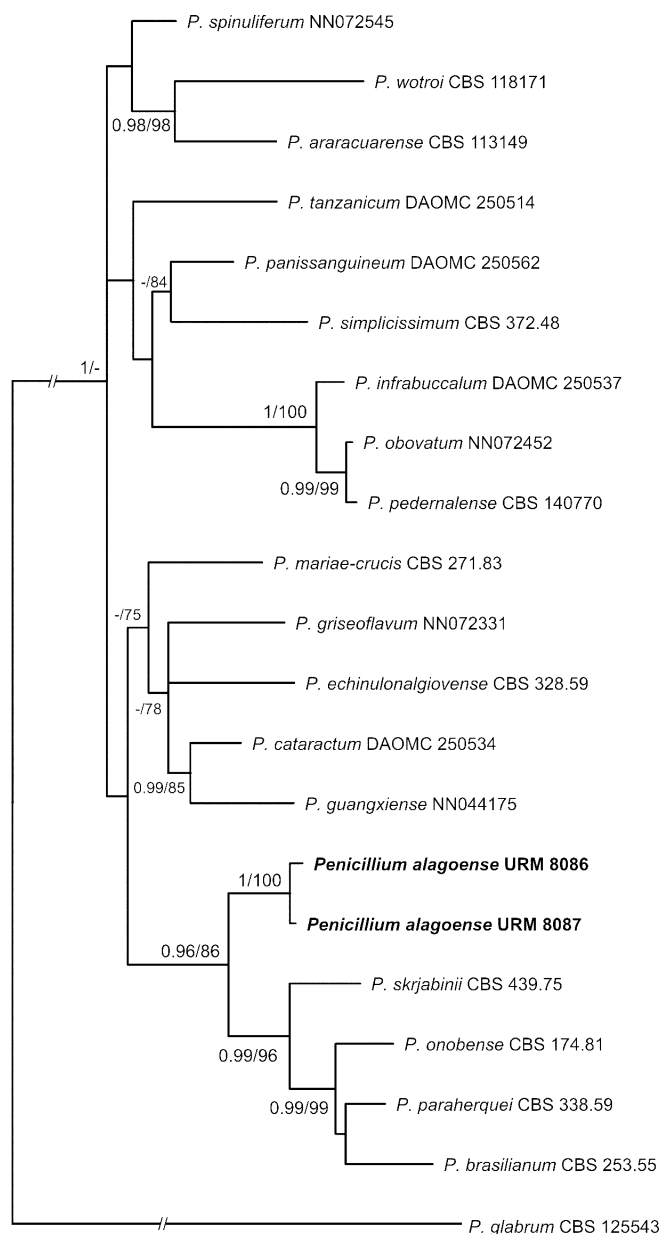 P. spinuliferum NN072545
P. wotroi CBS 118171
0.98/98
P. araracuarense CBS 113149
P. tanzanicum DAOMC 250514
P. panissanguineum DAOMC 250562
-/84
P. simplicissimum CBS 372.48
1/-
P. infrabuccalum DAOMC 250537
1/100
P. obovatum NN072452
0.99/99
P. pedernalense CBS 140770
P. mariae-crucis CBS 271.83
-/75
P. griseoflavum NN072331
P. echinulonalgiovense CBS 328.59
-/78
P. cataractum DAOMC 250534
0.99/85
P. guangxiense NN044175
Penicillium alagoense URM 8086
1/100
Penicillium alagoense URM 8087
0.96/86
P. skrjabinii CBS 439.75
P. onobense CBS 174.81
0.99/96
P. paraherquei CBS 338.59
0.99/99
P. brasilianum CBS 253.55
P. glabrum CBS 125543